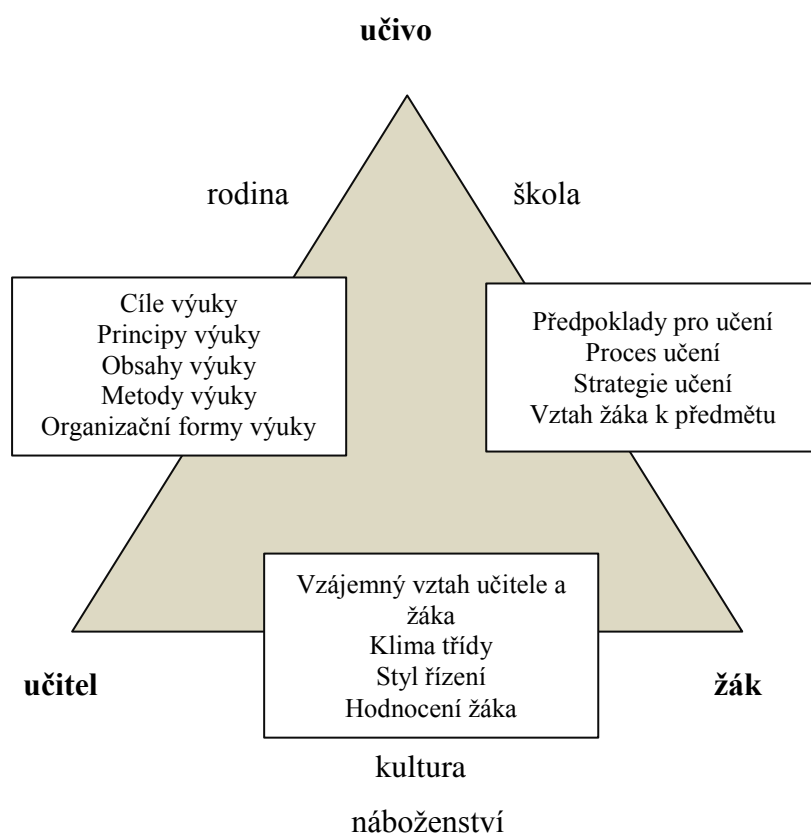 učivo
rodina
škola
Cíle výuky
Principy výuky
Obsahy výuky
Metody výuky
Organizační formy výuky
Předpoklady pro učení
Proces učení
Strategie učení
Vztah žáka k předmětu
Vzájemný vztah učitele a
žáka
Klima třídy
Styl řízení
Hodnocení žáka
učitel
žák
kultura
náboženství